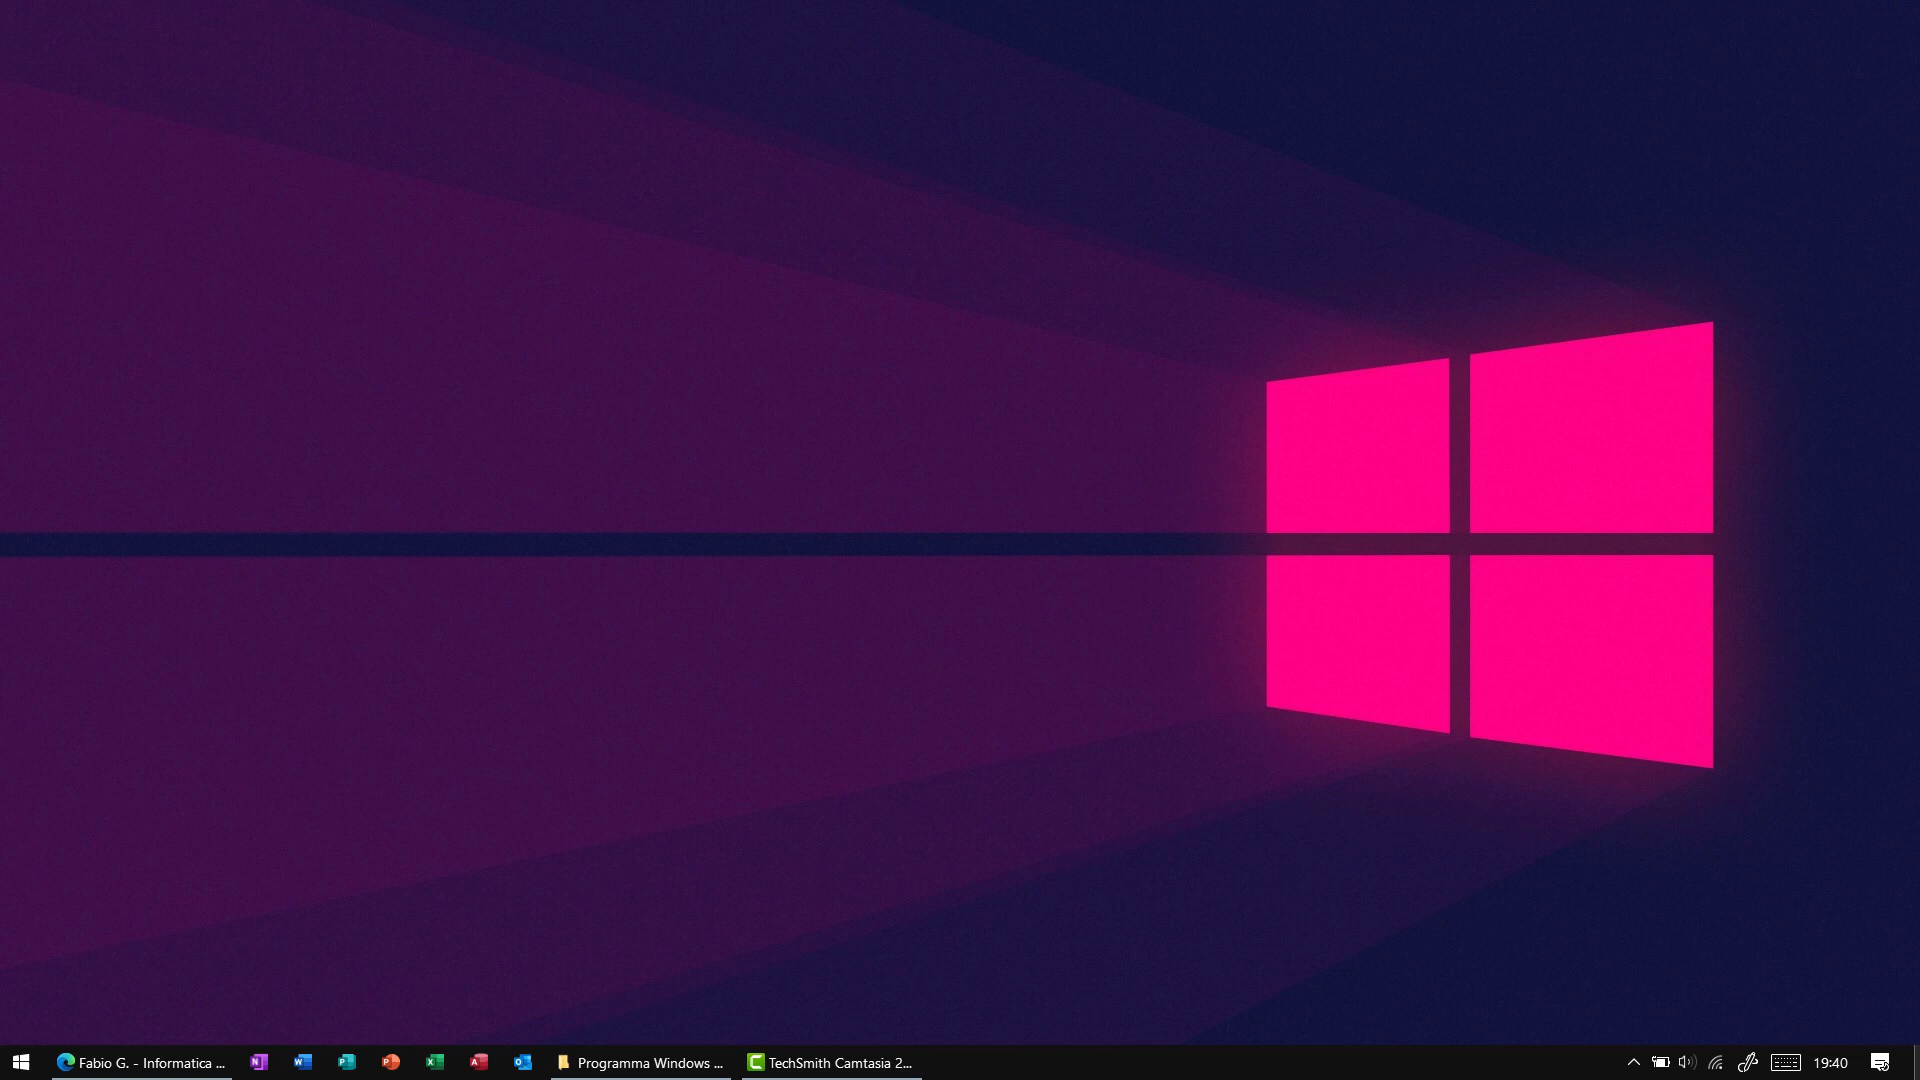 Fabio G. - Informatica ...
Programma Windows ...
TechSmith Camtasia 2...
19:40